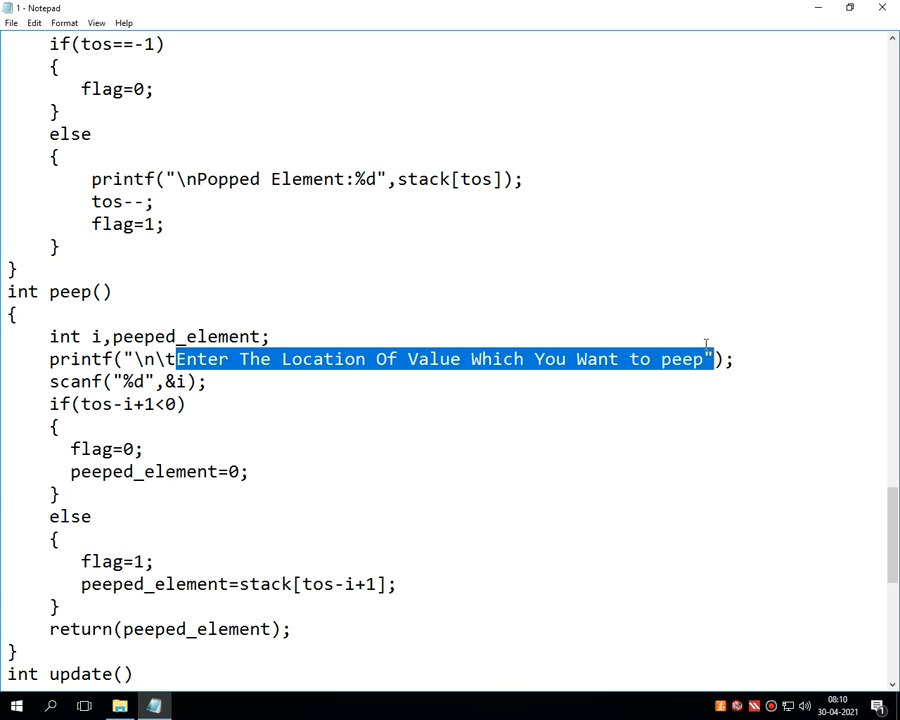 1 - Notepad
File Edit Format View Help
if(tos==-1)
{
flag=0;
}
else
{
printf("\nPopped Element:%d",stack[tos]);
tos--;
flag=1;
}
}
int peep()
{
int i,peeped_element;
printf("\n\tEnter The Location Of Value Which You Want to peep");
scanf("%d",&i);
if(tos-i+1<0)
{
flag=0;
peeped_element=0;
}
else
{
flag=1;
peeped_element=stack[tos-i+1];
}
return(peeped_element);
}
int update()
08:10
30-04-2021
1